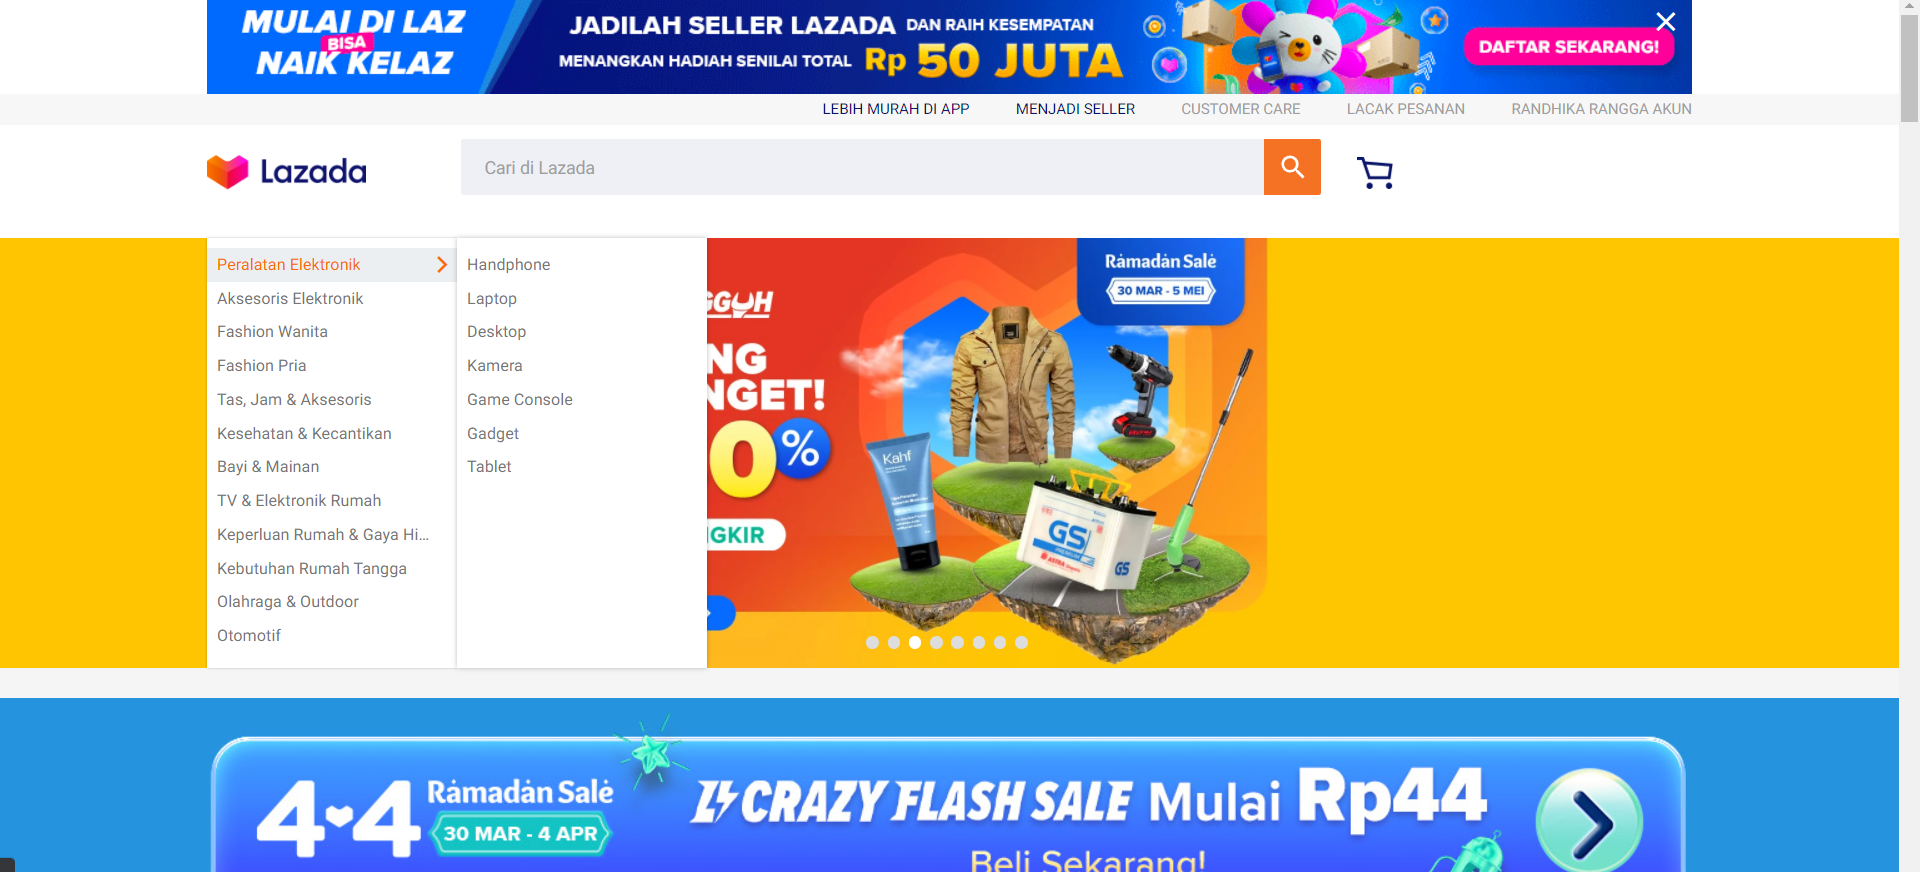 MULAI DI LAZ
BISA
NAIK KELAZ
JADILAH SELLER LAZADA DAN RAIH KESEMPATAN
MENANGKAN HADIAH SENILAI TOTAL Rp 50 JUTA
DAFTAR SEKARANG!
LEBIH MURAH DI APP MENJADI SELLER CUSTOMER CARE LACAK PESANAN RANDHIKA RANGGA AKUN
Lazada
Cari di Lazada
Peralatan Elektronik
Aksesoris Elektronik
Fashion Wanita
Fashion Pria
Tas, Jam & Aksesoris
Kesehatan & Kecantikan
Bayi & Mainan
TV & Elektronik Rumah
Keperluan Rumah & Gaya Hi...
Kebutuhan Rumah Tangga
Olahraga & Outdoor
Otomotif
Handphone
Laptop
Desktop
Kamera
Game Console
Gadget
Tablet
GGUH
NG
NGET!
0%
GKIR
Ramadan Sale
30 MAR - 5 MEI
Kahf
GS
ASTRA
GS
4.4 Ramadan Sale
30 MAR - 4 APR
CRAZY FLASH SALE Mulai Rp44
Beli Sekarang!